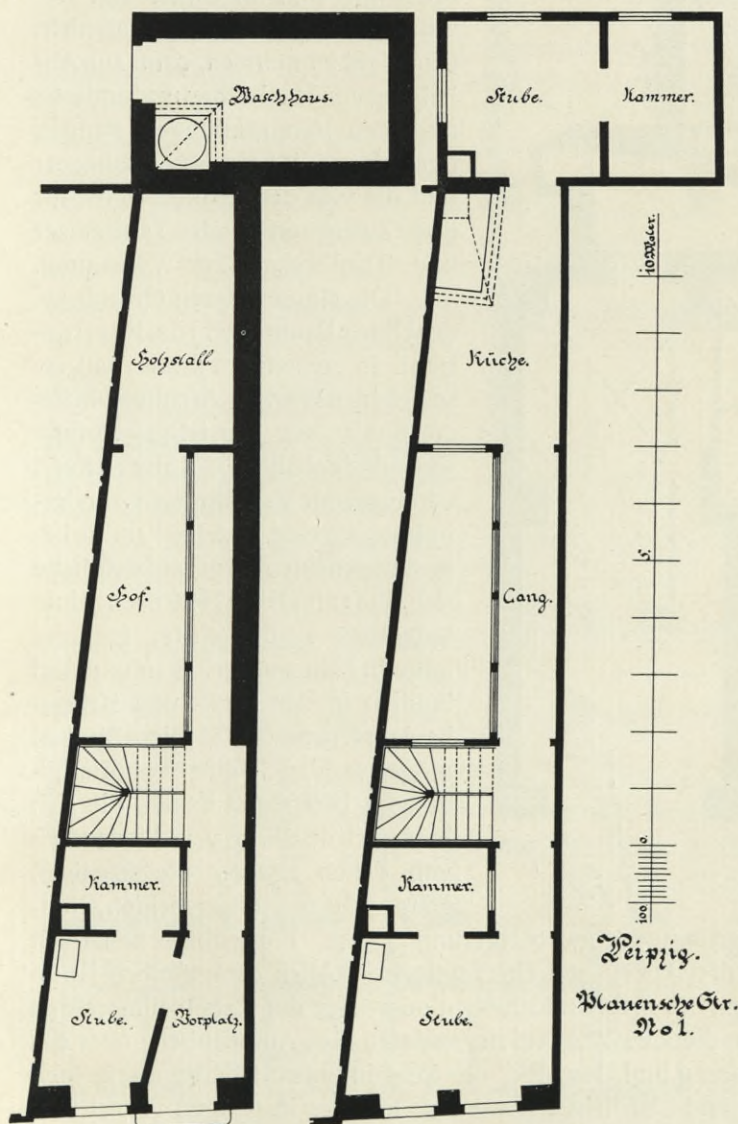 Waschhaus.
Holzstall.
Hof.
Kammer.
Stube.
Vorplatz.
Stube.
Kammer.
Küche.
Gang.
Kammer.
Stube.
10 Meter.
5.
0.
100
Leipzig.
Plauensche Str.
No 1.